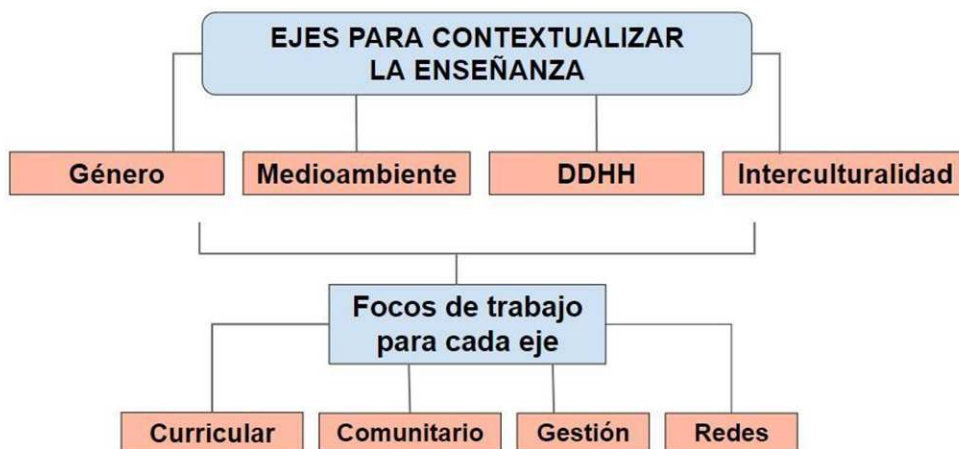 EJES PARA CONTEXTUALIZAR
LA ENSEÑANZA
Género
Medioambiente
DDHH
Interculturalidad
Focos de trabajo
para cada eje
Curricular
Comunitario
Gestión
Redes